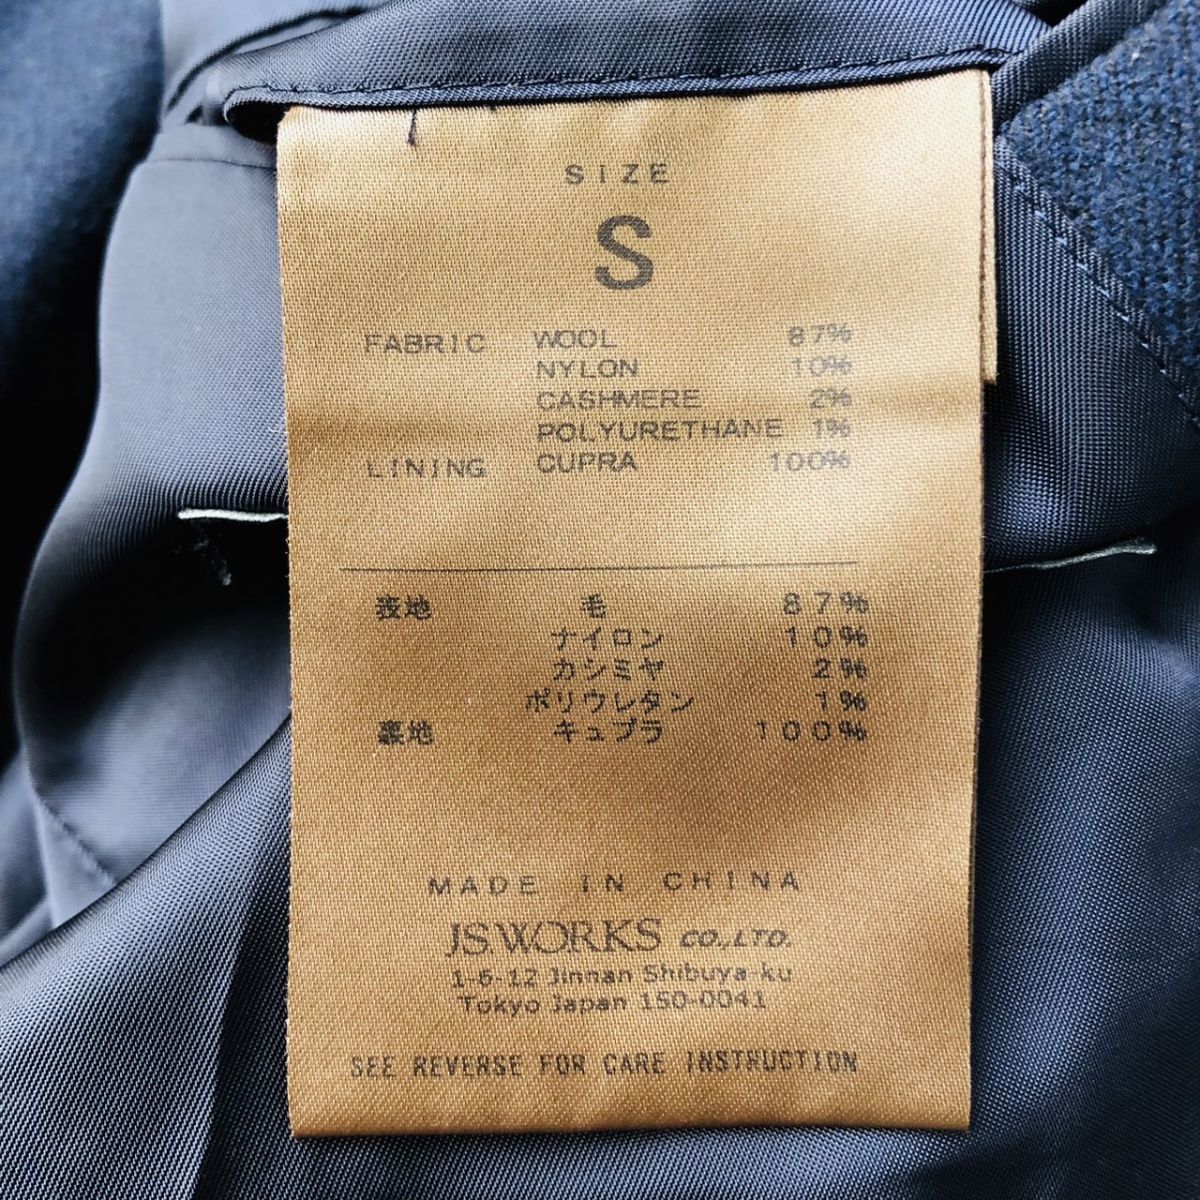 SIZE
S
FABRIC WOOL 87%
NYLON 10%
CASHMERE 2%
POLYURETHANE 1%
LINING CUPRA 100%
表地 毛 87%
ナイロン 10%
カシミヤ 2%
ポリウレタン 1%
裏地 キュプラ 100%
MADE IN CHINA
J.S.WORKS CO.,LTD.
1-6-12 Jinnan Shibuya-ku
Tokyo Japan 150-0041
SEE REVERSE FOR CARE INSTRUCTION